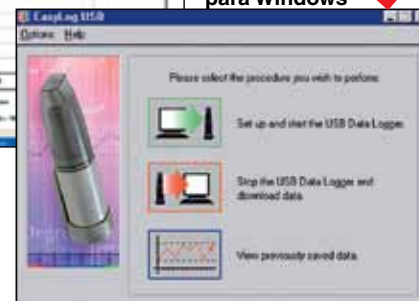 para Windows
EasyLog USB
Options Help
Please select the procedure you wish to perform:
Set up and start the USB Data Logger.
Stop the USB Data Logger and
download data.
View previously saved data.